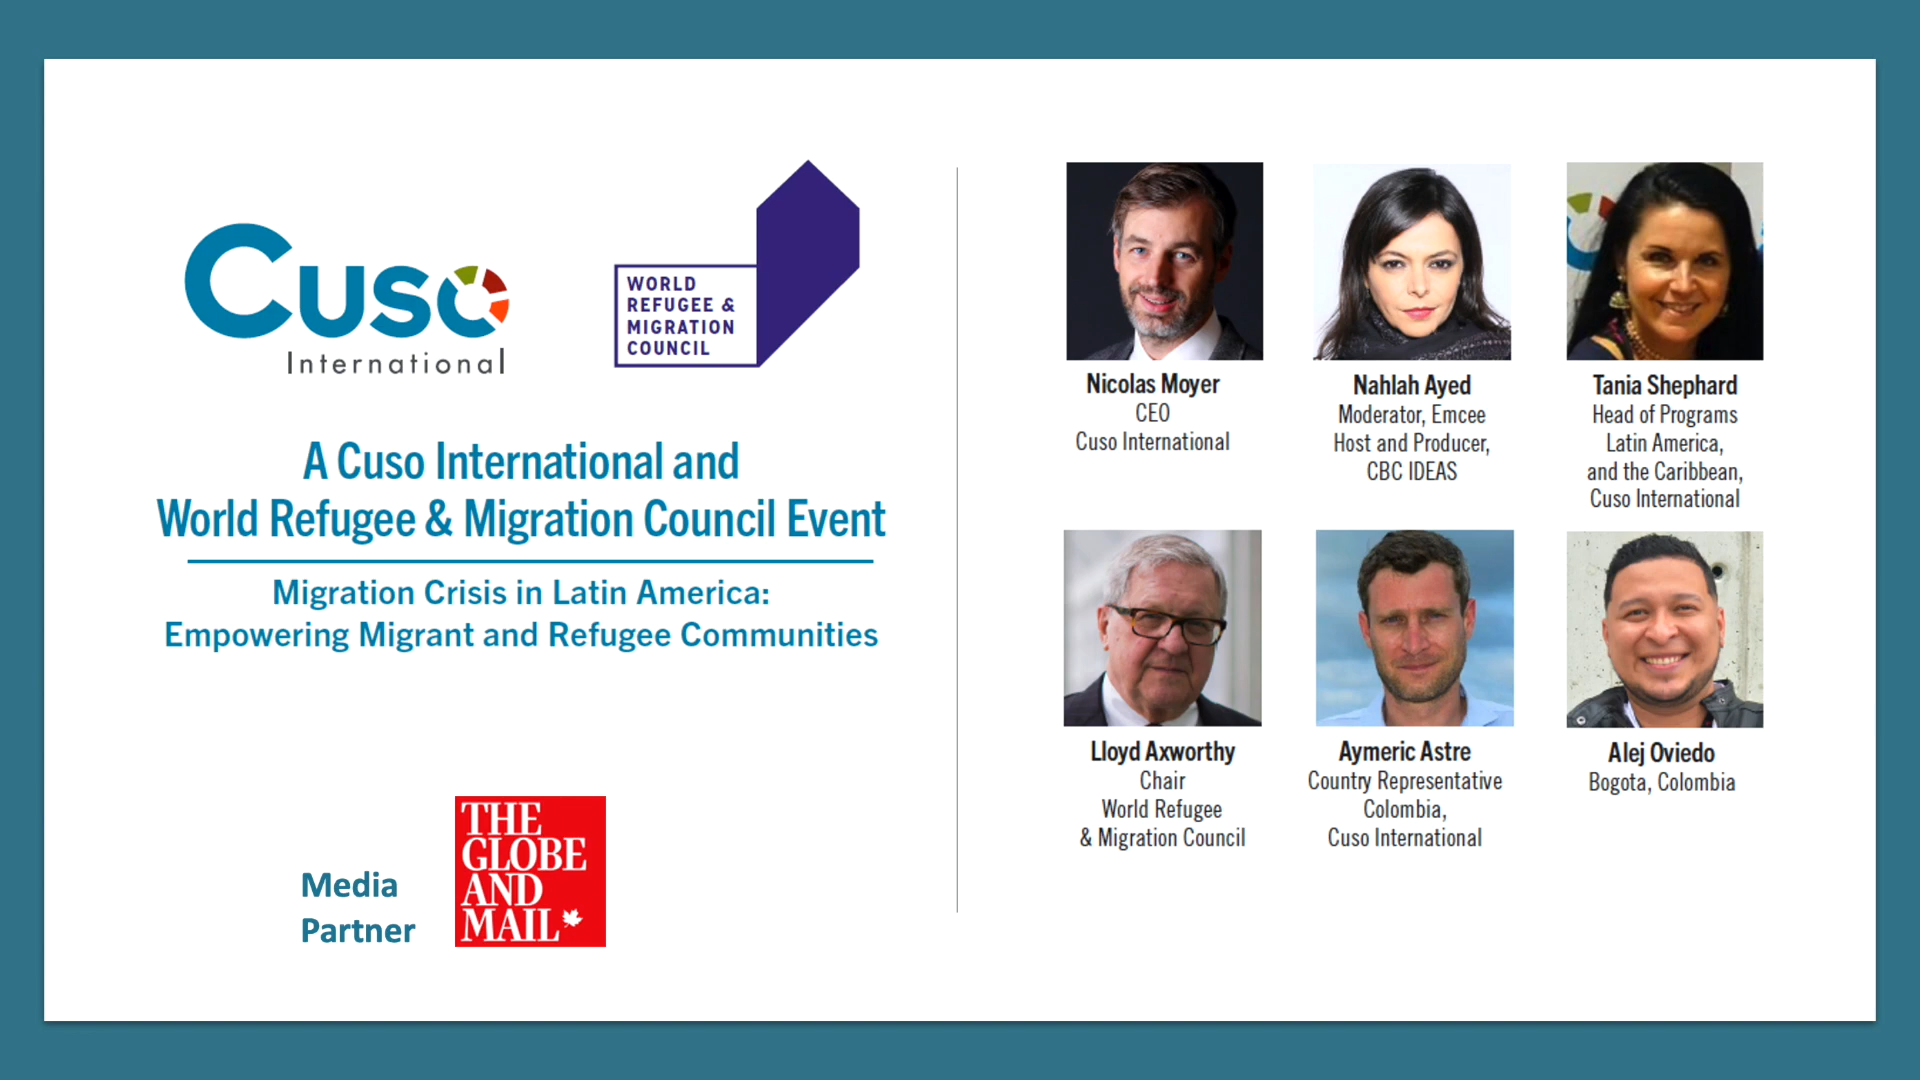 Cuso
International
WORLD
REFUGEE &
MIGRATION
COUNCIL
A Cuso International and
World Refugee & Migration Council Event
Migration Crisis in Latin America:
Empowering Migrant and Refugee Communities
Media
Partner
THE
GLOBE
AND
MAIL
Nicolas Moyer
CEO
Cuso International
Nahlah Ayed
Moderator, Emcee
Host and Producer,
CBC IDEAS
Tania Shephard
Head of Programs
Latin America,
and the Caribbean,
Cuso International
Lloyd Axworthy
Chair
World Refugee
& Migration Council
Aymeric Astre
Country Representative
Colombia,
Cuso International
Alej Oviedo
Bogota, Colombia